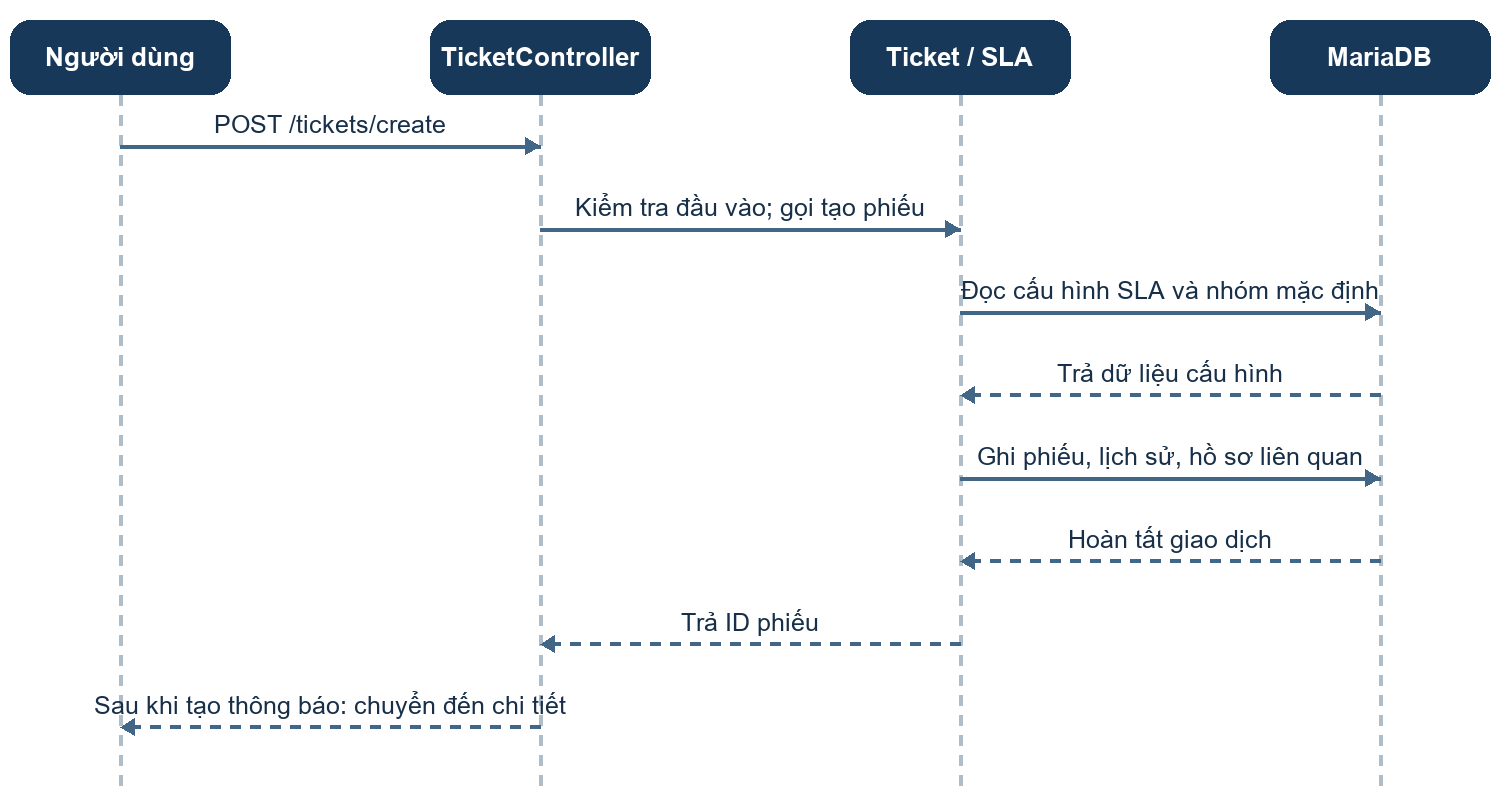 Người dùng
TicketController
Ticket / SLA
MariaDB
POST /tickets/create
Kiểm tra đầu vào; gọi tạo phiếu
Đọc cấu hình SLA và nhóm mặc định
Trả dữ liệu cấu hình
Ghi phiếu, lịch sử, hồ sơ liên quan
Hoàn tất giao dịch
Trả ID phiếu
Sau khi tạo thông báo: chuyển đến chi tiết